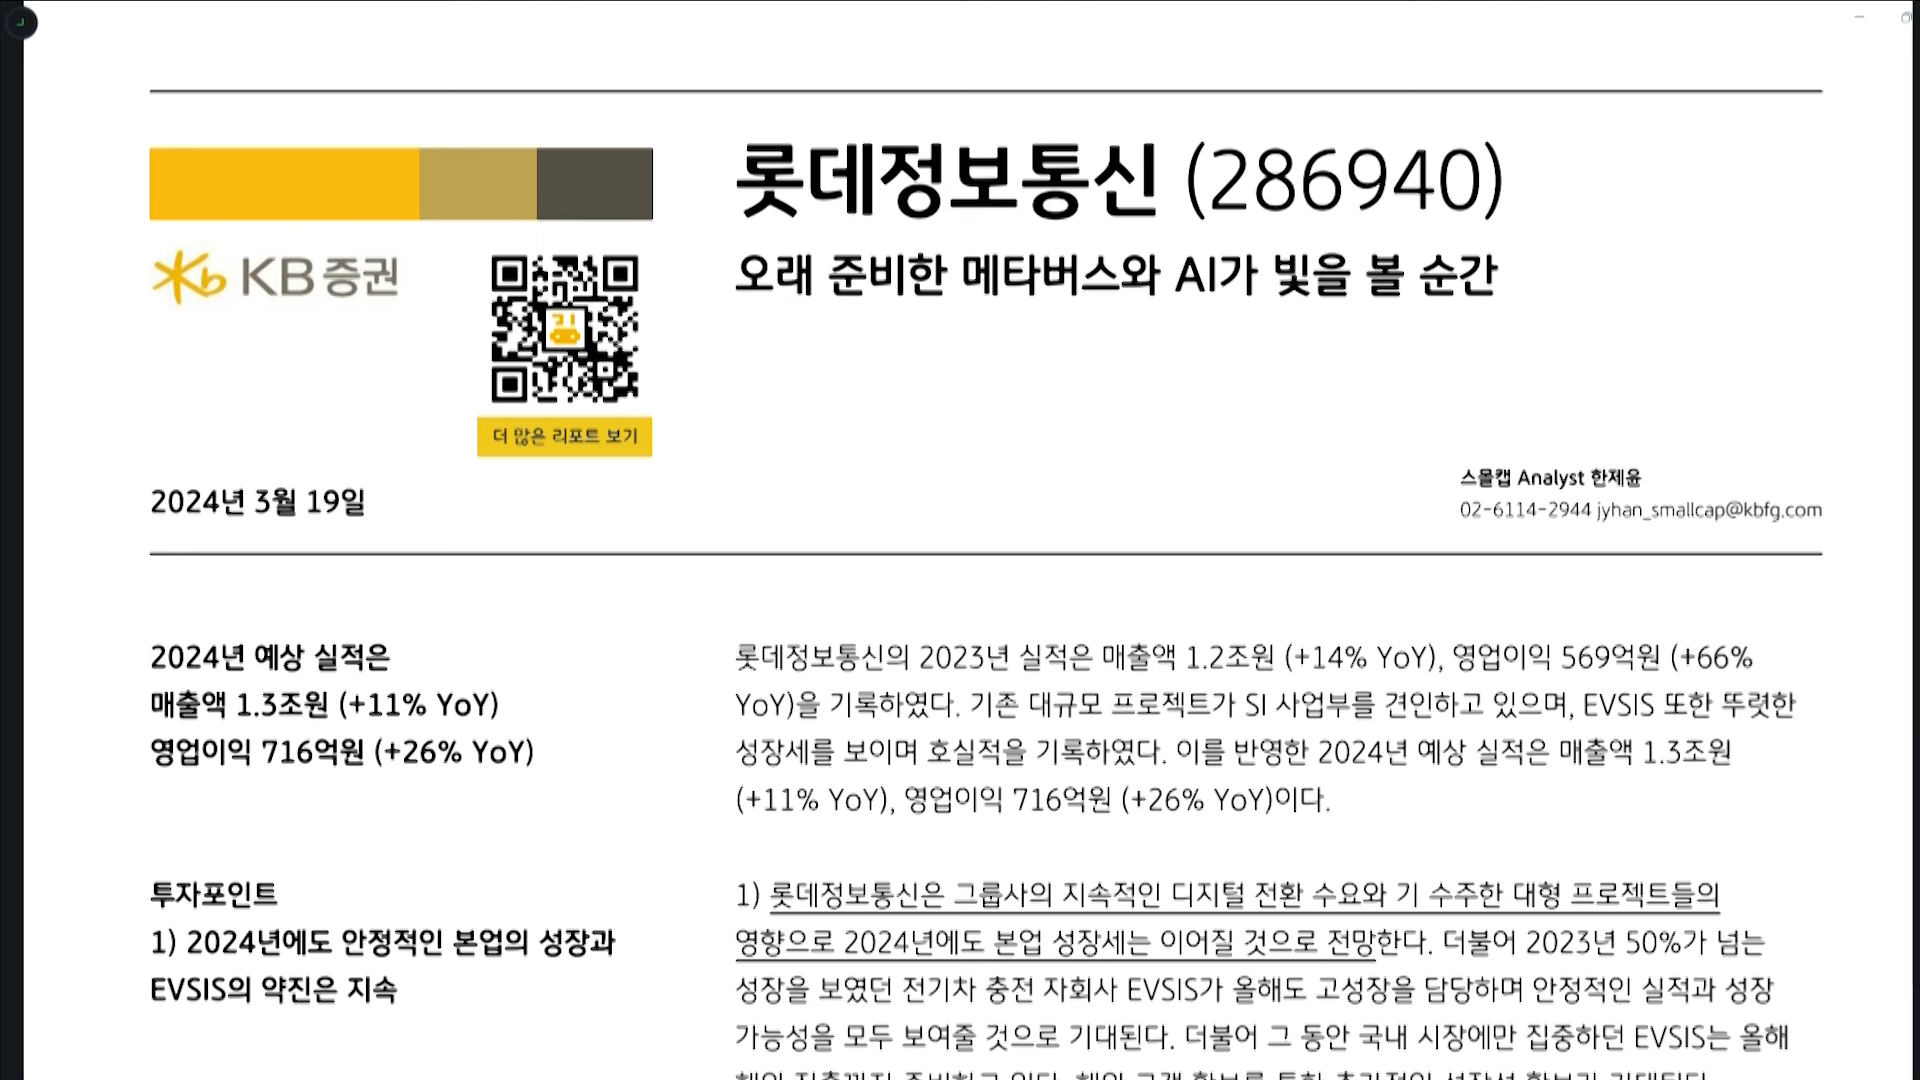 KB증권
더 많은 리포트 보기
2024년 3월 19일
롯데정보통신 (286940)
오래 준비한 메타버스와 AI가 빛을 볼 순간
스몰캡 Analyst 한제윤
02-6114-2944 jyhan_smallcap@kbfg.com
2024년 예상 실적은
매출액 1.3조원 (+11% YoY)
영업이익 716억원 (+26% YoY)
롯데정보통신의 2023년 실적은 매출액 1.2조원 (+14% YoY), 영업이익 569억원 (+66%
YoY)을 기록하였다. 기존 대규모 프로젝트가 SI 사업부를 견인하고 있으며, EVSIS 또한 뚜렷한
성장세를 보이며 호실적을 기록하였다. 이를 반영한 2024년 예상 실적은 매출액 1.3조원
(+11% YoY), 영업이익 716억원 (+26% YoY)이다.
투자포인트
1) 2024년에도 안정적인 본업의 성장과
EVSIS의 약진은 지속
1) 롯데정보통신은 그룹사의 지속적인 디지털 전환 수요와 기 수주한 대형 프로젝트들의
영향으로 2024년에도 본업 성장세는 이어질 것으로 전망한다. 더불어 2023년 50%가 넘는
성장을 보였던 전기차 충전 자회사 EVSIS가 올해도 고성장을 담당하며 안정적인 실적과 성장
가능성을 모두 보여줄 것으로 기대된다. 더불어 그 동안 국내 시장에만 집중하던 EVSIS는 올해